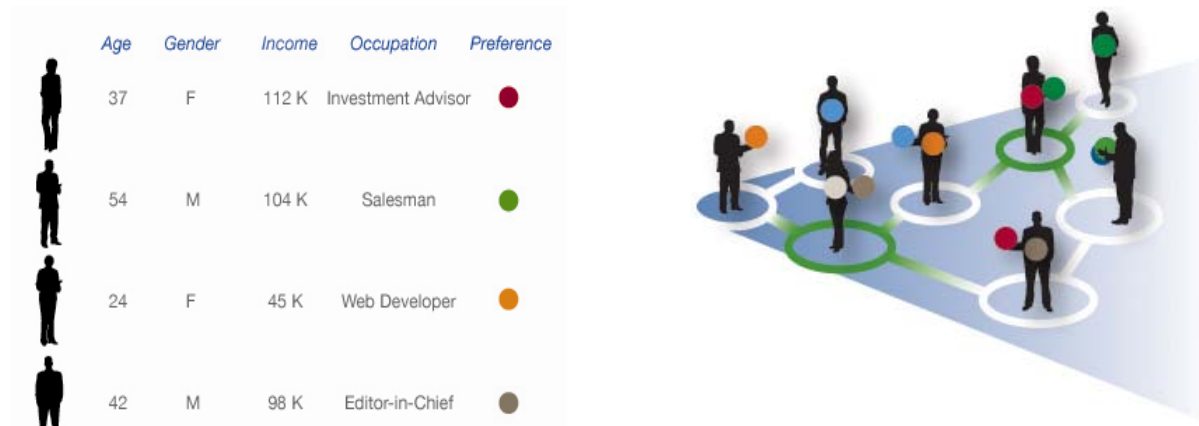 Age Gender Income Occupation Preference
37 F 112 K Investment Advisor
54 M 104 K Salesman
24 F 45 K Web Developer
42 M 98 K Editor-in-Chief